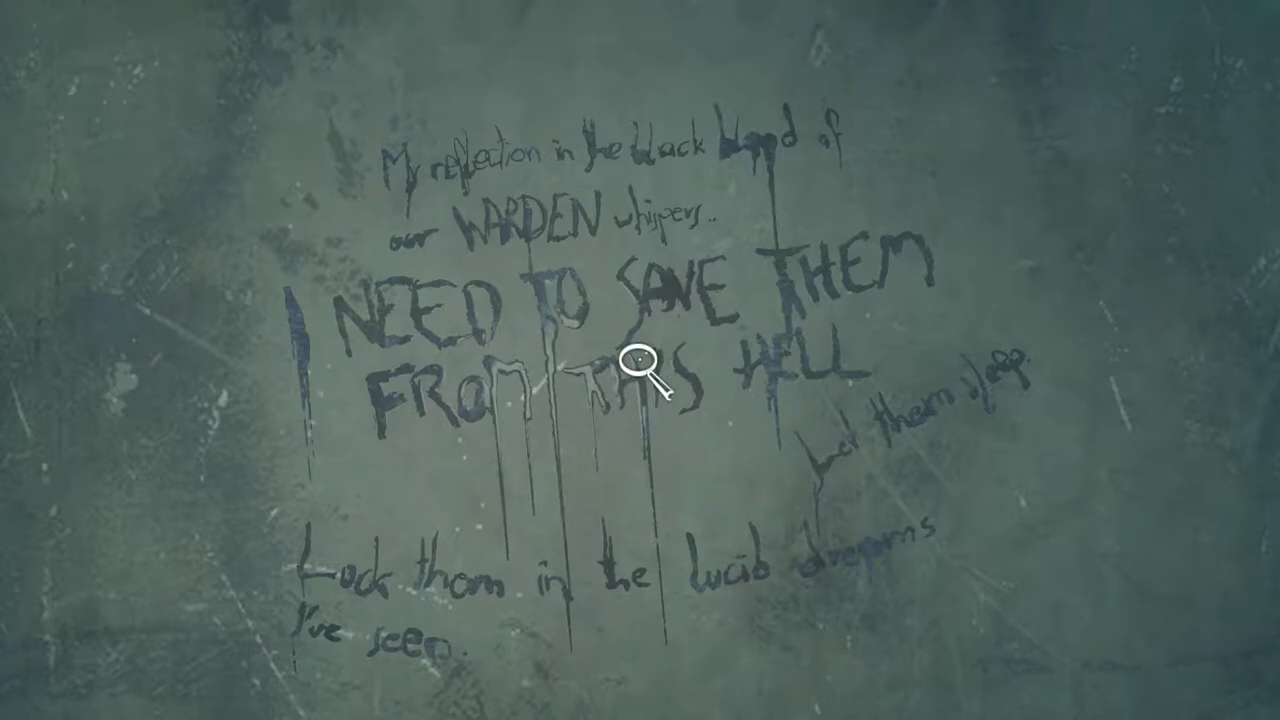 My reflection in the black blood of
our WARDEN whispers..
I NEED TO SAVE THEM
FROM THIS HELL
Let them sleep.
Lock them in the lucid dreams
I've seen.